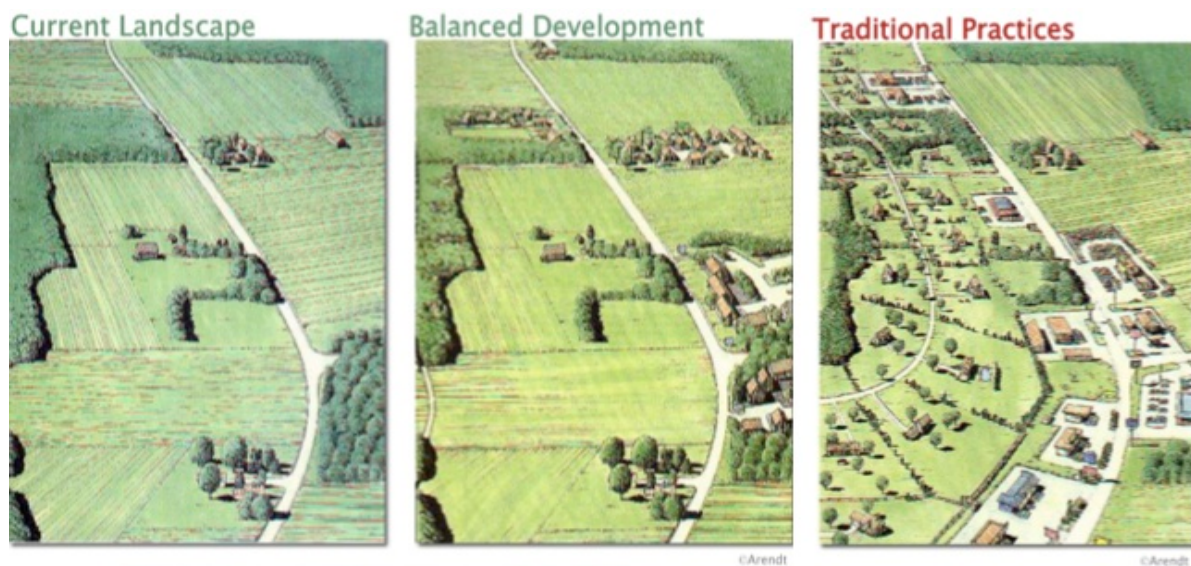 Current Landscape
Balanced Development
Traditional Practices
©Arendt
©Arendt